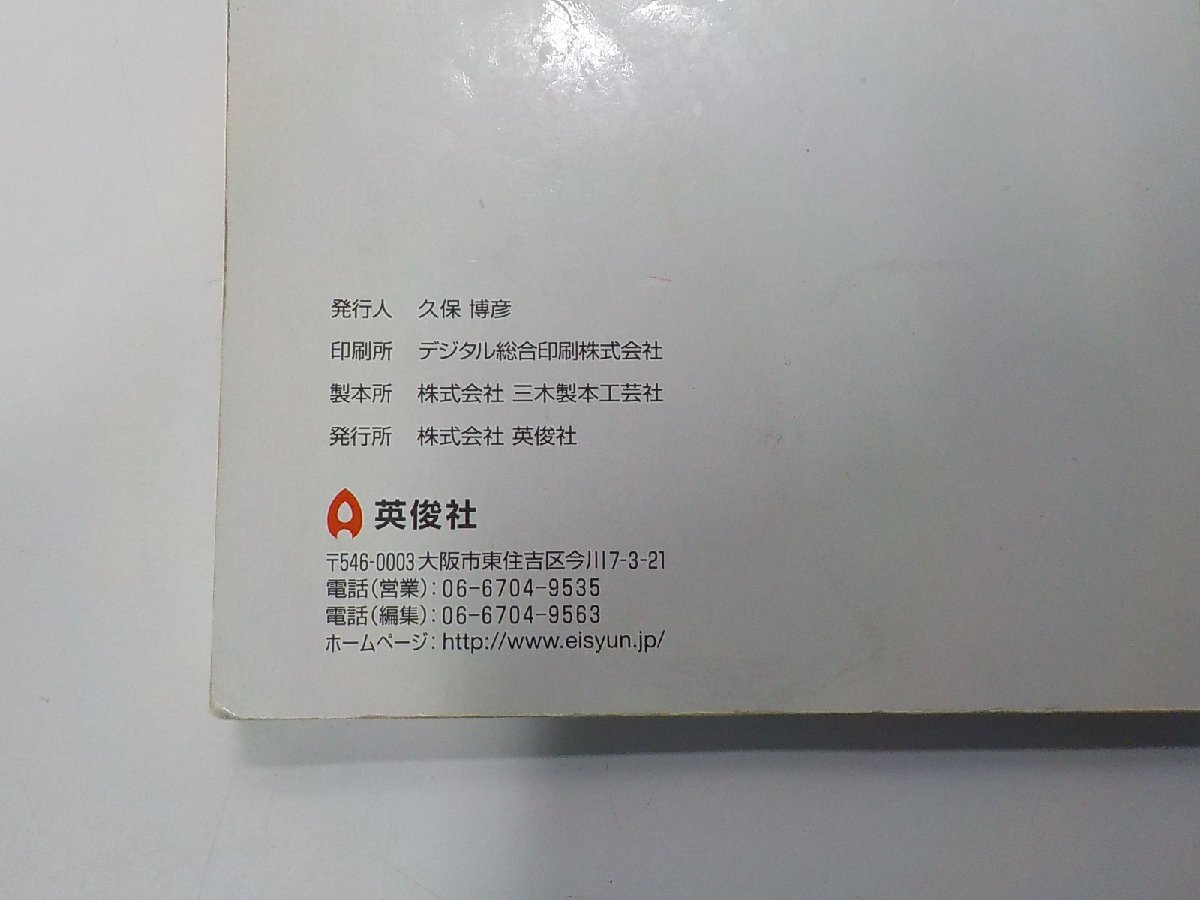 発行人 久保 博彦
印刷所 デジタル総合印刷株式会社
製本所 株式会社 三木製本工芸社
発行所 株式会社 英俊社
英俊社
〒546-0003 大阪市東住吉区今川7-3-21
電話(営業): 06-6704-9535
電話(編集): 06-6704-9563
ホームページ: http://www.eisyun.jp/